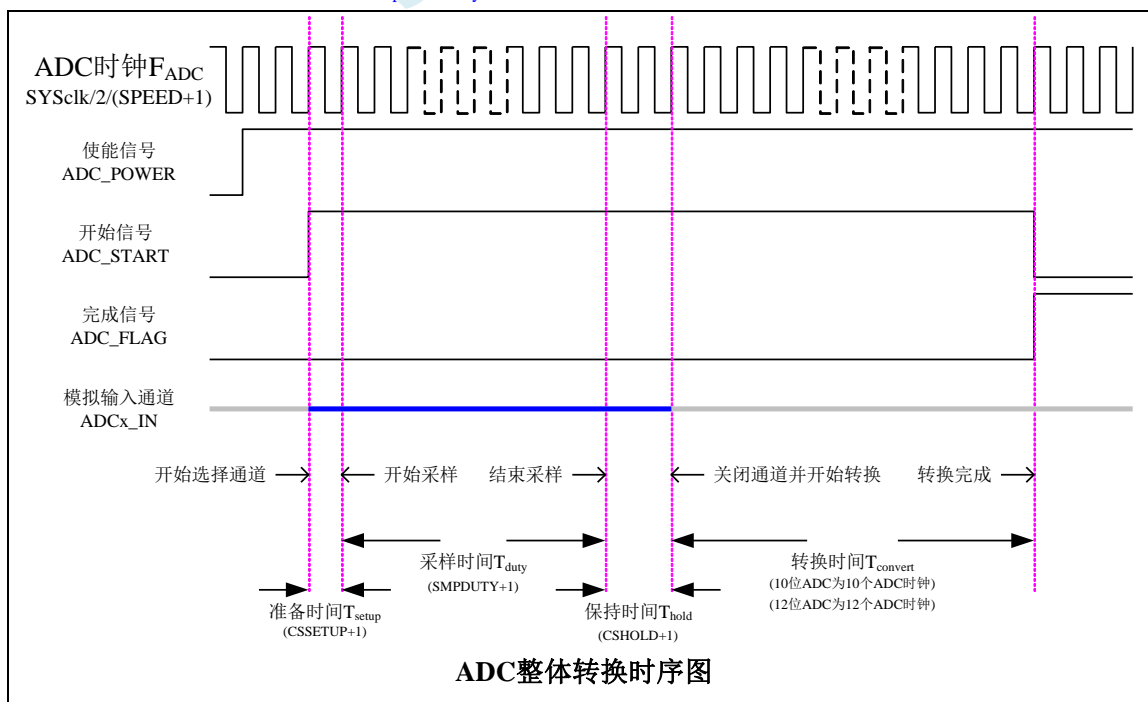 ADC时钟FADC
SYSclk/2/(SPEED+1)
使能信号
ADC_POWER
开始信号
ADC_START
完成信号
ADC_FLAG
模拟输入通道
ADCx_IN
开始选择通道 开始采样 结束采样 关闭通道并开始转换 转换完成
采样时间Tduty
(SMPDUTY+1)
转换时间Tconvert
(10位ADC为10个ADC时钟)
(12位ADC为12个ADC时钟)
准备时间Tsetup
(CSSETUP+1)
保持时间Thold
(CSHOLD+1)
ADC整体转换时序图